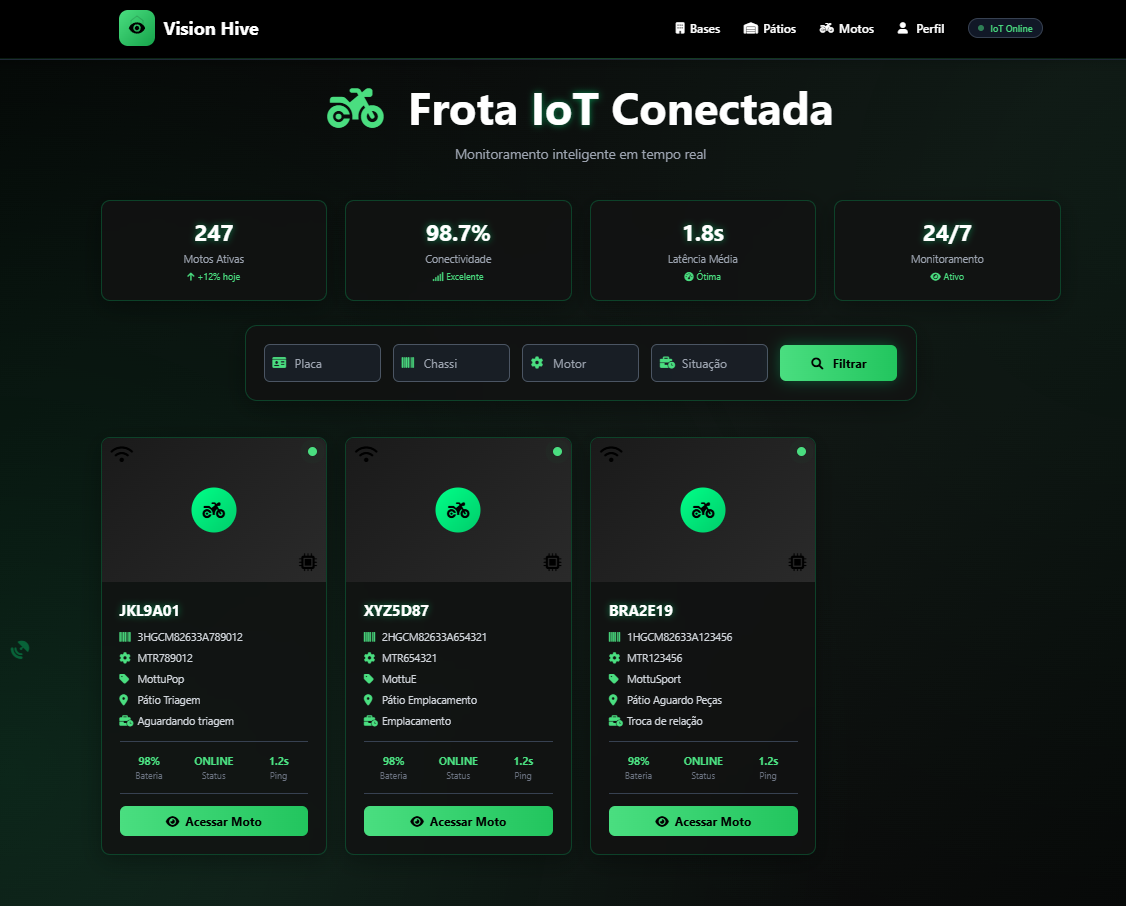 Vision Hive
Bases Pátios Motos Perfil IoT Online
Frota IoT Conectada
Monitoramento inteligente em tempo real
247
Motos Ativas
+12% hoje
98.7%
Conectividade
Excelente
1.8s
Latência Média
Ótima
24/7
Monitoramento
Ativo
Placa Chassi Motor Situação Filtrar
JKL9A01
3HGCM82633A789012
MTR789012
MottuPop
Pátio Triagem
Aguardando triagem
98% ONLINE 1.2s
Bateria Status Ping
Acessar Moto
XYZ5D87
2HGCM82633A654321
MTR654321
MottuE
Pátio Emplacamento
Emplacamento
98% ONLINE 1.2s
Bateria Status Ping
Acessar Moto
BRA2E19
1HGCM82633A123456
MTR123456
MottuSport
Pátio Aguardo Peças
Troca de relação
98% ONLINE 1.2s
Bateria Status Ping
Acessar Moto